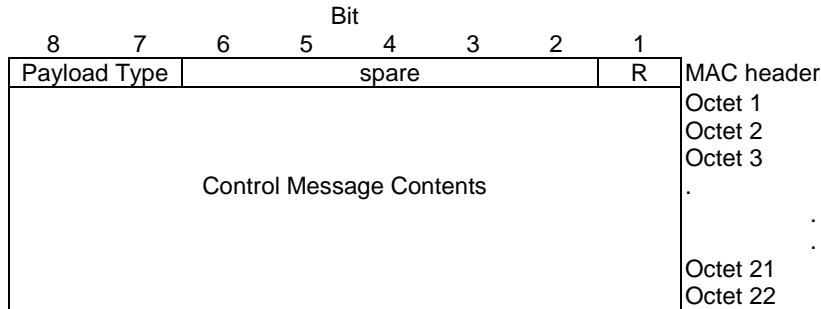 Bit
8 7 6 5 4 3 2 1
Payload Type spare R MAC header
Octet 1
Octet 2
Octet 3
Control Message Contents .
.
.
Octet 21
Octet 22